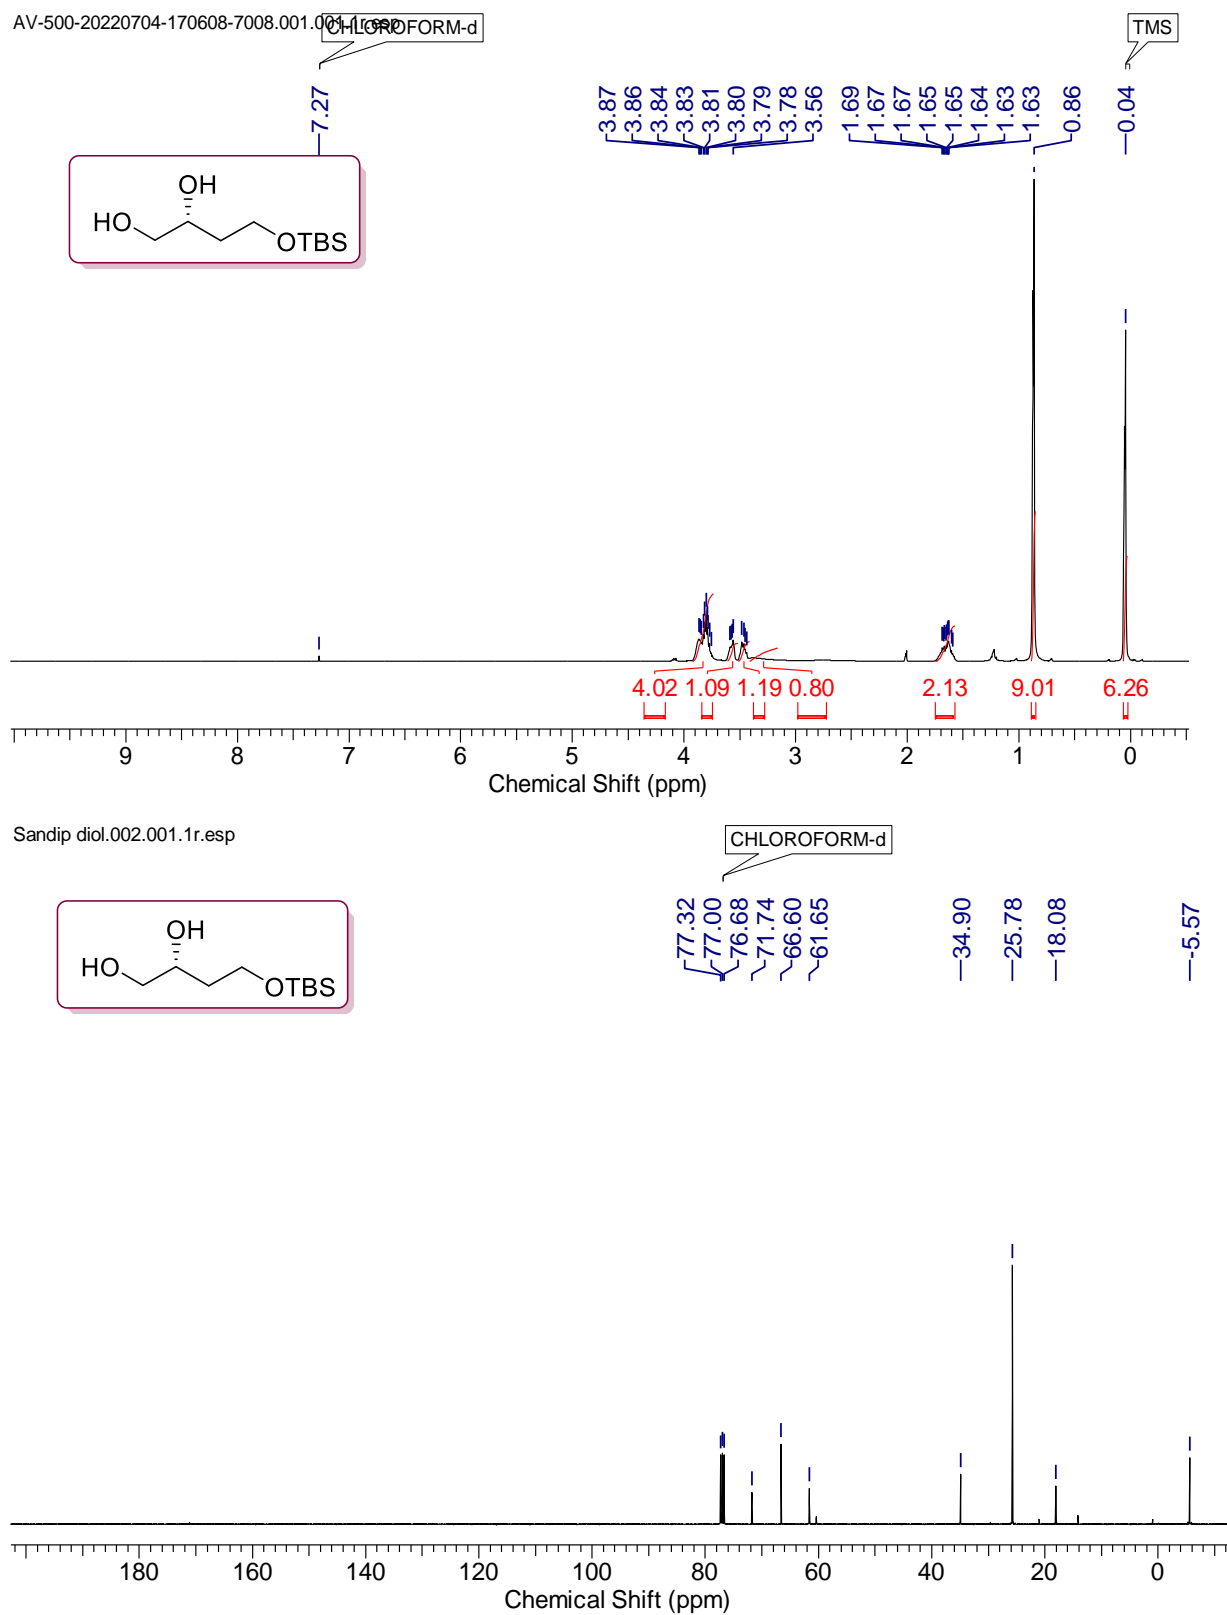 AV-500-20220704-170608-7008.001.001.1r.esp
CHLOROFORM-d
TMS
7.27
3.87
3.86
3.84
3.83
3.81
3.80
3.79
3.78
3.56
1.69
1.67
1.67
1.65
1.65
1.64
1.63
1.63
0.86
0.04
OH
HO
OTBS
4.02 1.09 1.19 0.80 2.13 9.01 6.26
9 8 7 6 5 4 3 2 1 0
Chemical Shift (ppm)
Sandip diol.002.001.1r.esp
CHLOROFORM-d
77.32
77.00
76.68
71.74
66.60
61.65
34.90
25.78
18.08
-5.57
OH
HO
OTBS
180 160 140 120 100 80 60 40 20 0
Chemical Shift (ppm)